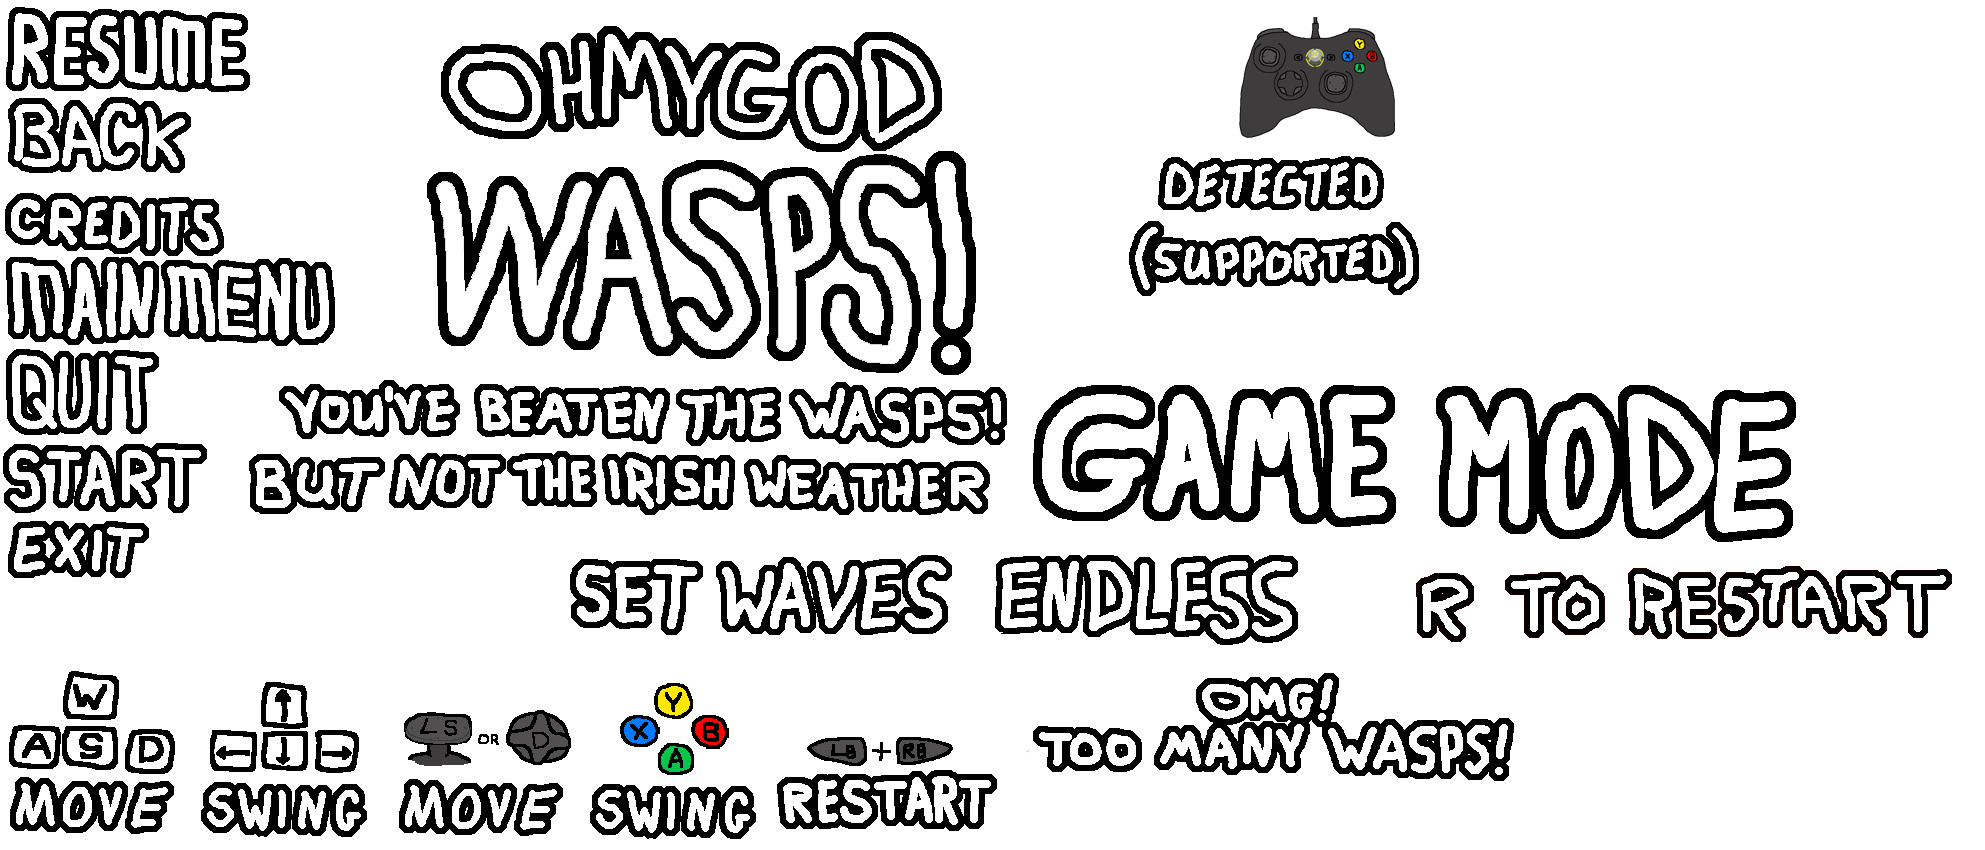 RESUME
BACK
CREDITS
MAIN MENU
QUIT
START
EXIT
OHMYGOD
WASPS!
Y
X B
A
DETECTED
(SUPPORTED)
YOU'VE BEATEN THE WASPS!
BUT NOT THE IRISH WEATHER
GAME MODE
SET WAVES
ENDLESS
R TO RESTART
W
A S D
MOVE
↑
← ↓ →
SWING
LS OR D
MOVE
Y
X B
A
SWING
LB + RB
RESTART
OMG!
TOO MANY WASPS!